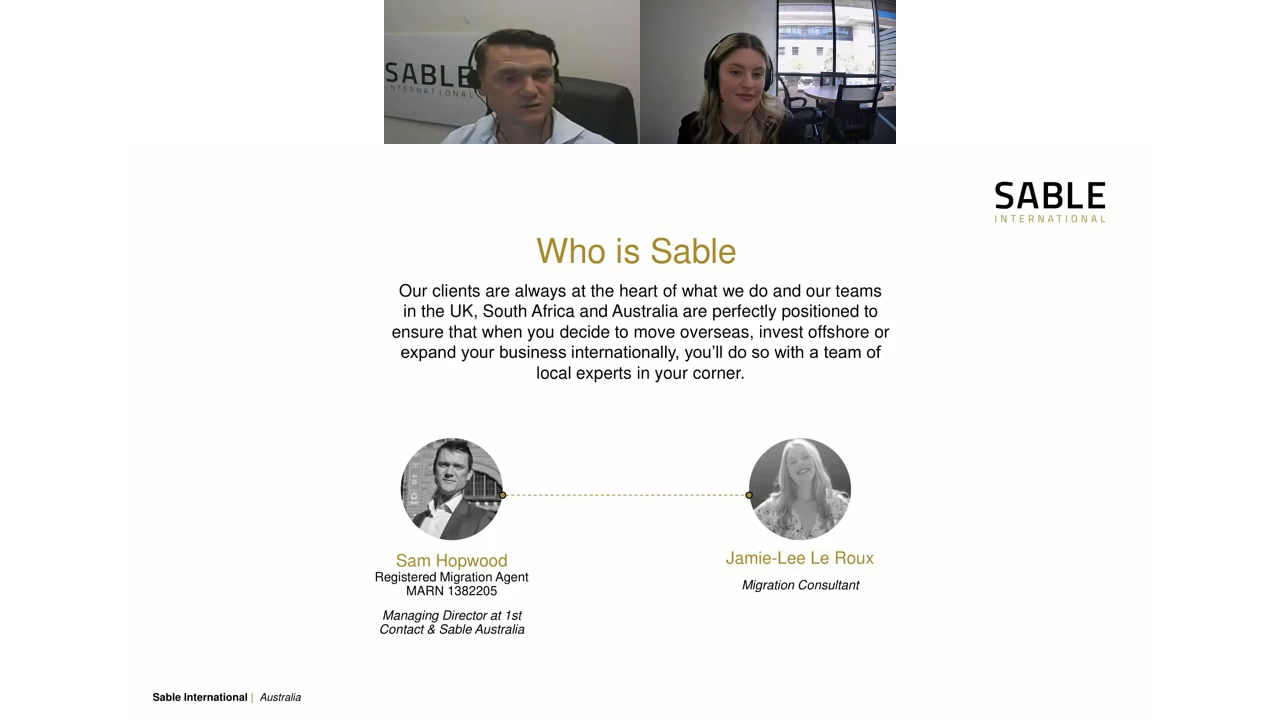 SABLE
INTERNATIONAL
SABLE
INTERNATIONAL
Who is Sable
Our clients are always at the heart of what we do and our teams
in the UK, South Africa and Australia are perfectly positioned to
ensure that when you decide to move overseas, invest offshore or
expand your business internationally, you’ll do so with a team of
local experts in your corner.
Sam Hopwood
Registered Migration Agent
MARN 1382205
Managing Director at 1st
Contact & Sable Australia
Jamie-Lee Le Roux
Migration Consultant
Sable International | Australia